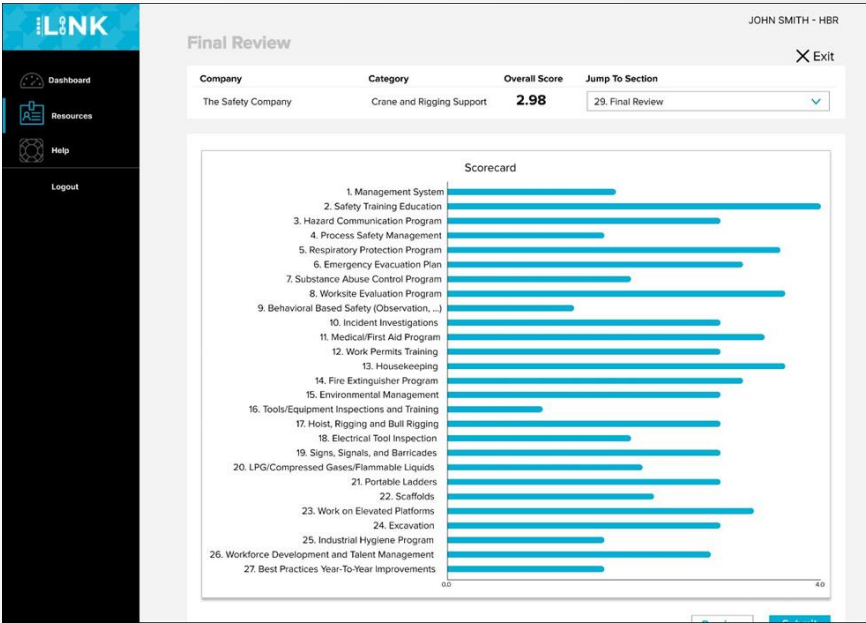 LINK
JOHN SMITH - HBR
Final Review
Exit
Dashboard
Resources
Help
Logout
Company Category Overall Score Jump To Section
The Safety Company Crane and Rigging Support 2.98 29. Final Review
Scorecard
1. Management System
2. Safety Training Education
3. Hazard Communication Program
4. Process Safety Management
5. Respiratory Protection Program
6. Emergency Evacuation Plan
7. Substance Abuse Control Program
8. Worksite Evaluation Program
9. Behavioral Based Safety (Observation, ...)
10. Incident Investigations
11. Medical/First Aid Program
12. Work Permits Training
13. Housekeeping
14. Fire Extinguisher Program
15. Environmental Management
16. Tools/Equipment Inspections and Training
17. Hoist, Rigging and Bull Rigging
18. Electrical Tool Inspection
19. Signs, Signals, and Barricades
20. LPG/Compressed Gases/Flammable Liquids
21. Portable Ladders
22. Scaffolds
23. Work on Elevated Platforms
24. Excavation
25. Industrial Hygiene Program
26. Workforce Development and Talent Management
27. Best Practices Year-To-Year Improvements
0.0 4.0